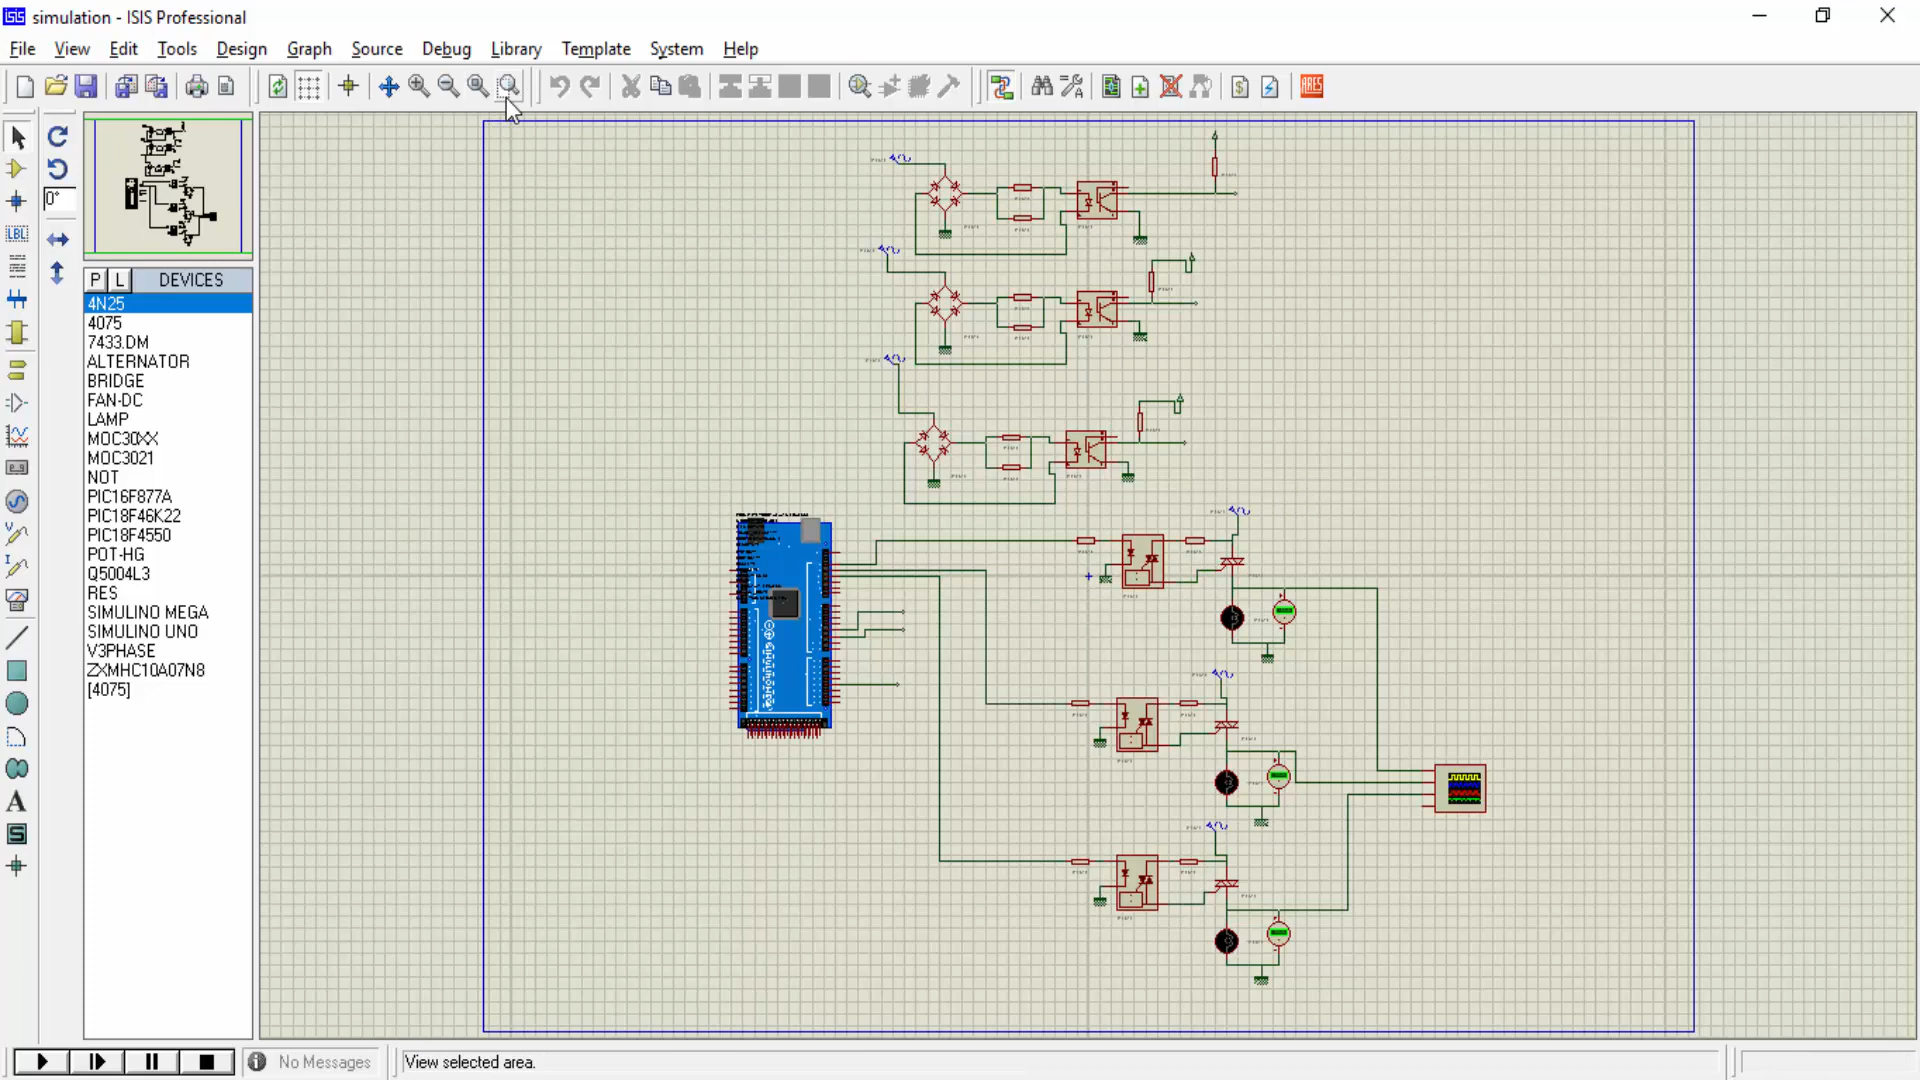 simulation - ISIS Professional
File View Edit Tools Design Graph Source Debug Library Template System Help
ARES
0°
LBL
P L DEVICES
4N25
4075
7433.DM
ALTERNATOR
BRIDGE
FAN-DC
LAMP
MOC30XX
MOC3021
NOT
PIC16F877A
PIC18F46K22
PIC18F4550
POT-HG
Q5004L3
RES
SIMULINO MEGA
SIMULINO UNO
V3PHASE
ZXMHC10A07N8
[4075]
No Messages
View selected area.